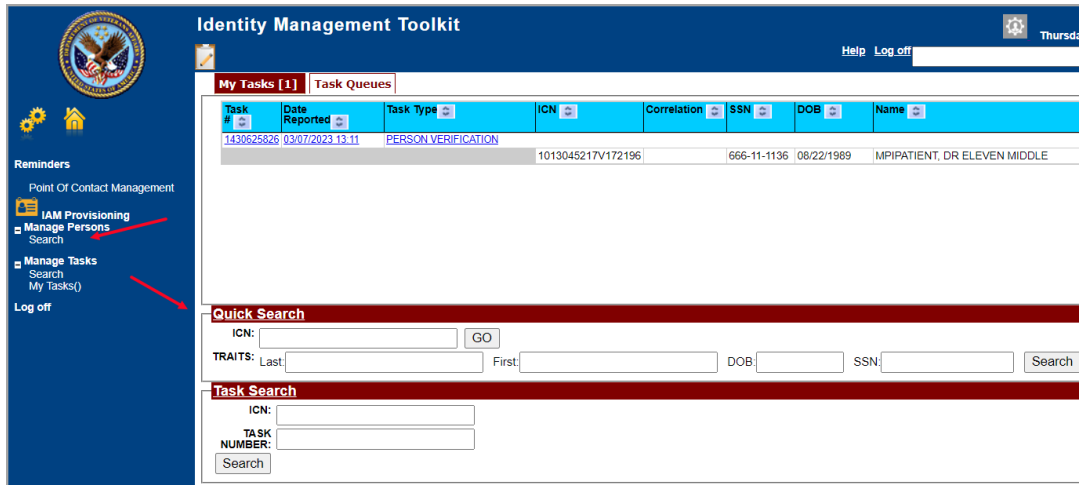 Identity Management Toolkit
Thursda
Help Log off
My Tasks [1] Task Queues
Task # Date Reported Task Type ICN Correlation SSN DOB Name
1430625826 03/07/2023 13:11 PERSON VERIFICATION
1013045217V172196 666-11-1136 08/22/1989 MPIPATIENT, DR ELEVEN MIDDLE
Reminders
Point Of Contact Management
IAM Provisioning
Manage Persons
Search
Manage Tasks
Search
My Tasks()
Log off
Quick Search
ICN: GO
TRAITS: Last: First: DOB: SSN: Search
Task Search
ICN:
TASK NUMBER:
Search